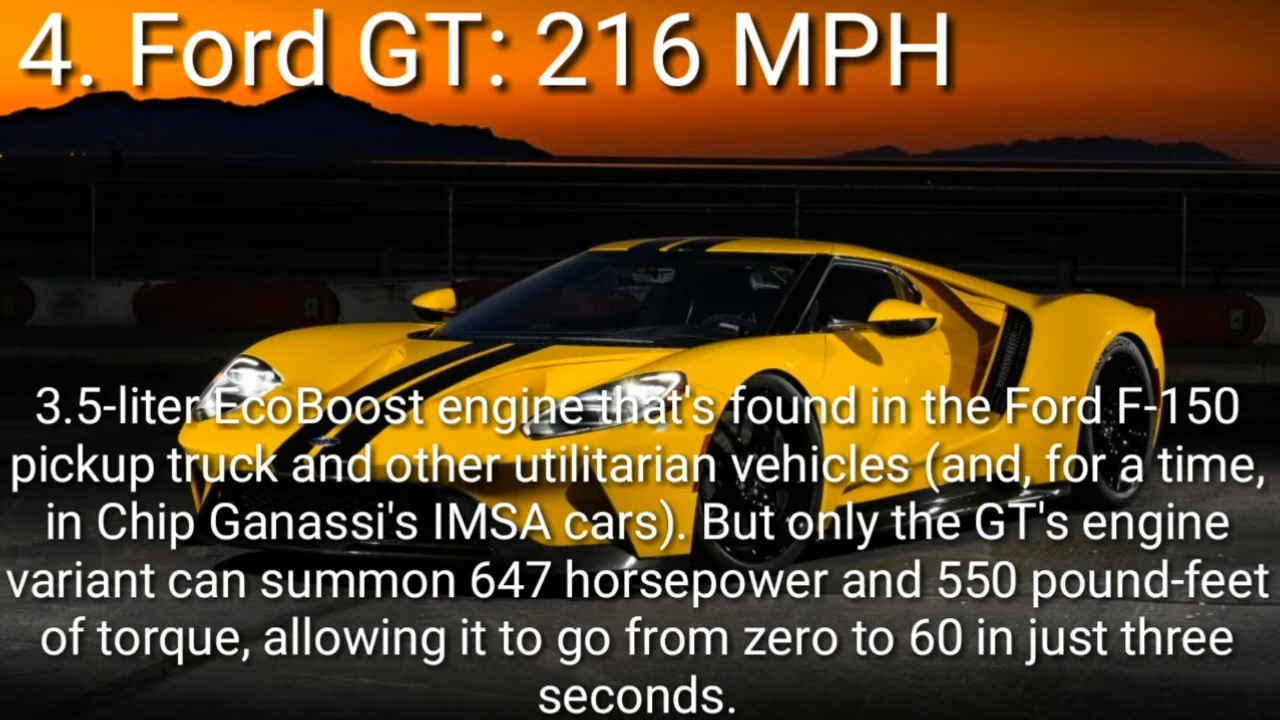 4. Ford GT: 216 MPH
3.5-liter EcoBoost engine that's found in the Ford F-150
pickup truck and other utilitarian vehicles (and, for a time,
in Chip Ganassi's IMSA cars). But only the GT's engine
variant can summon 647 horsepower and 550 pound-feet
of torque, allowing it to go from zero to 60 in just three
seconds.